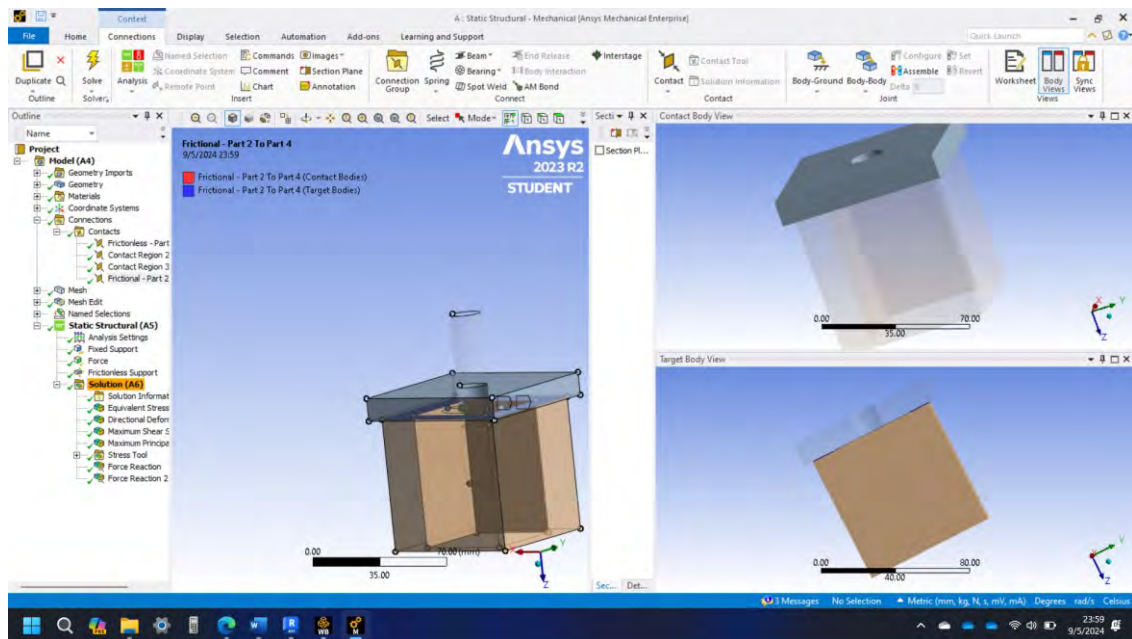 Context
A : Static Structural - Mechanical [Ansys Mechanical Enterprise]
File Home Connections Display Selection Automation Add-ons Learning and Support
Quick Launch
Duplicate
Outline
Solve
Solver
Analysis
Named Selection
Coordinate System
Remote Point
Commands
Comment
Chart
Images
Section Plane
Annotation
Insert
Connection Group
Spring
Beam
Bearing
Spot Weld
End Release
Body Interaction
AM Bond
Interstage
Connect
Contact
Contact Tool
Solution Information
Contact
Body-Ground
Body-Body
Configure
Set
Assemble
Revert
Delta
Joint
Worksheet
Body Views
Sync Views
Views
Outline
Name
Project
Model (A4)
Geometry Imports
Geometry
Materials
Coordinate Systems
Connections
Contacts
Frictionless - Part
Contact Region 2
Contact Region 3
Frictional - Part 2
Mesh
Mesh Edit
Named Selections
Static Structural (A5)
Analysis Settings
Fixed Support
Force
Frictionless Support
Solution (A6)
Solution Informat
Equivalent Stress
Directional Deforr
Maximum Shear S
Maximum Principa
Stress Tool
Force Reaction
Force Reaction 2
Select Mode
Frictional - Part 2 To Part 4
9/5/2024 23:59
Frictional - Part 2 To Part 4 (Contact Bodies)
Frictional - Part 2 To Part 4 (Target Bodies)
Ansys
2023 R2
STUDENT
0.00 70.00 (mm)
35.00
Y
Z
Secti
Section Pl...
Sec... Det...
Contact Body View
0.00 70.00
35.00
X
Y
Z
Target Body View
0.00 80.00
40.00
X
Y
Z
3 Messages No Selection Metric (mm, kg, N, s, mV, mA) Degrees rad/s Celsius
23:59
9/5/2024